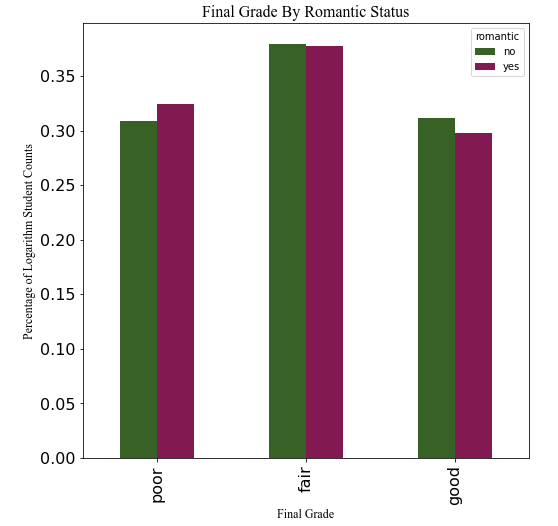 Final Grade By Romantic Status
romantic
no
yes
0.35
0.30
0.25
0.20
0.15
0.10
0.05
0.00
Percentage of Logarithm Student Counts
poor
fair
good
Final Grade